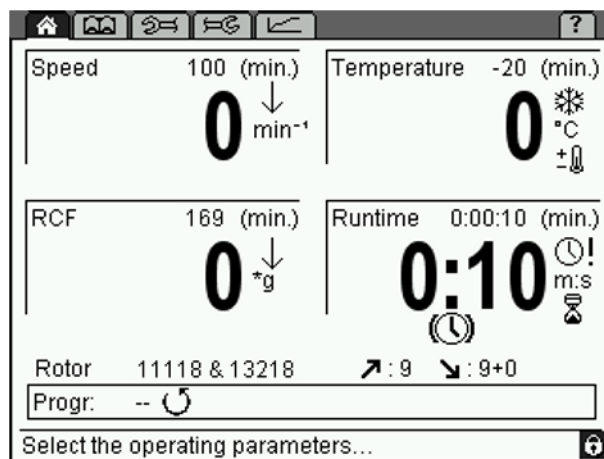 ?
Speed 100 (min.)
0 min⁻¹
Temperature -20 (min.)
0 °C
RCF 169 (min.)
0 *g
Runtime 0:00:10 (min.)
0:10 m:s
Rotor 11118 & 13218 : 9 : 9+0
Progr: --
Select the operating parameters...